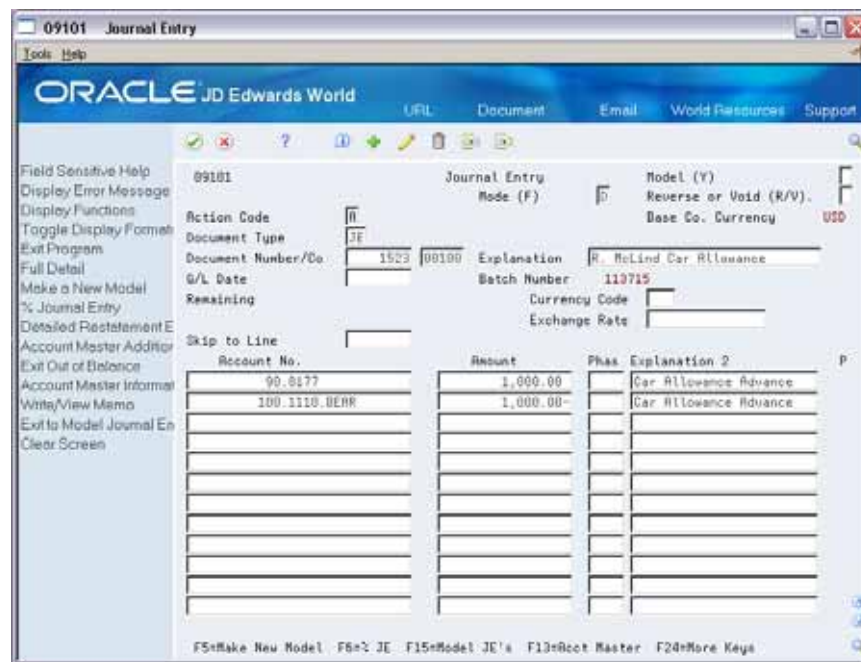 09101 Journal Entry
Tools Help
ORACLE JD Edwards World
URL Document Email World Resources Support
Field Sensitive Help
Display Error Message
Display Functions
Toggle Display Format
Exit Program
Full Detail
Make a New Model
% Journal Entry
Detailed Restatement E
Account Master Addition
Exit Out of Balance
Account Master Informat
Write/View Memo
Exit to Model Journal En
Clear Screen
09101 Journal Entry Model (Y)
Mode (F) D Reverse or Void (R/V).
Action Code A Base Co. Currency USD
Document Type JE
Document Number/Co 1523 00100 Explanation R. McLind Car Allowance
G/L Date Batch Number 113715
Remaining Currency Code
Exchange Rate
Skip to Line
Account No. Amount Phas Explanation 2 P
90.8177 1,000.00 Car Allowance Advance
100.1110.BEAR 1,000.00- Car Allowance Advance
F5=Make New Model F6=% JE F15=Model JE's F13=Acct Master F24=More Keys